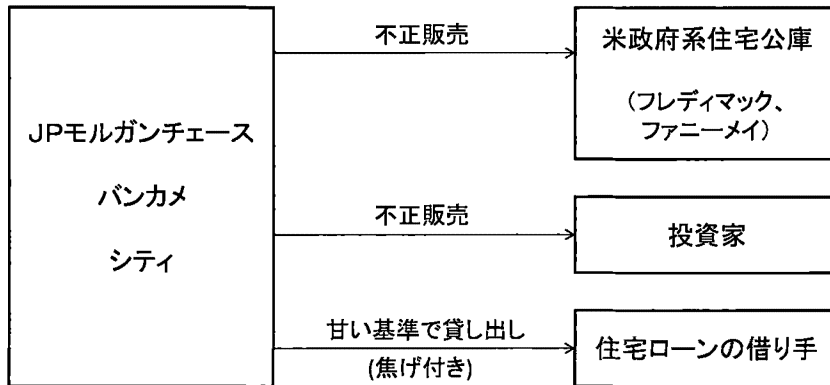 JPモルガンチェース
バンカメ
シティ
不正販売
米政府系住宅公庫
(フレディマック、
ファニーメイ)
不正販売
投資家
甘い基準で貸し出し
(焦げ付き)
住宅ローンの借り手